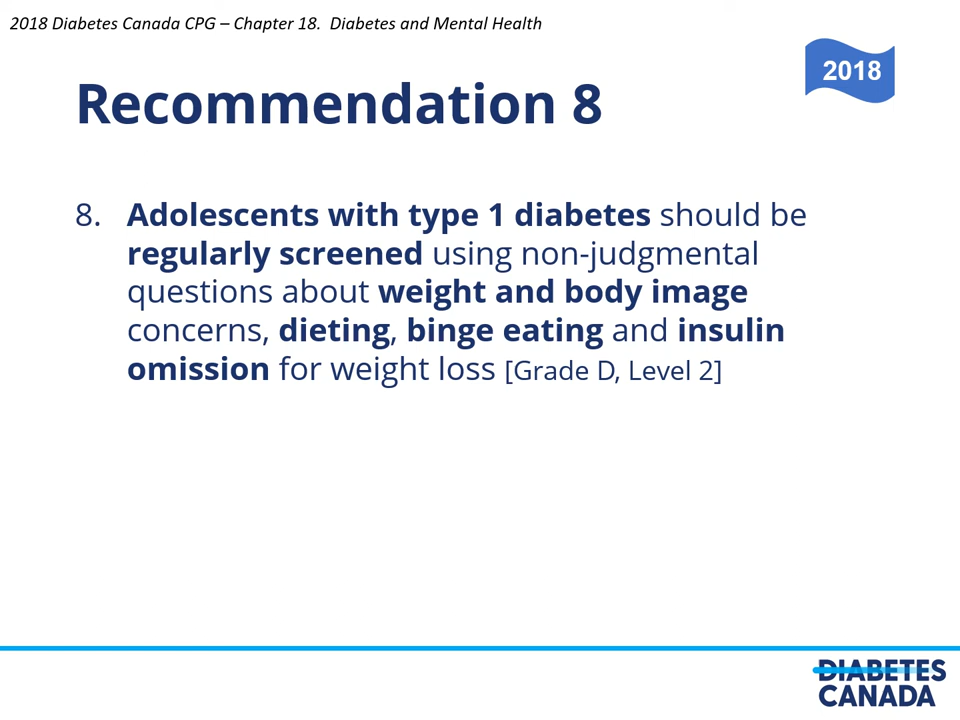 2018 Diabetes Canada CPG – Chapter 18.  Diabetes and Mental Health
2018
Recommendation 8
8. Adolescents with type 1 diabetes should be
regularly screened using non-judgmental
questions about weight and body image
concerns, dieting, binge eating and insulin
omission for weight loss [Grade D, Level 2]
DIABETES
CANADA